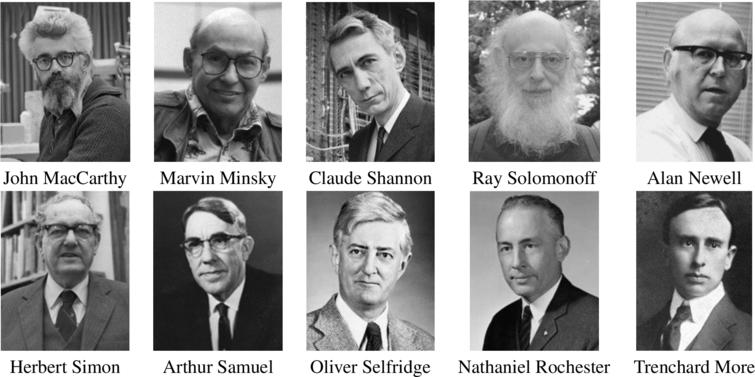 John MacCarthy Marvin Minsky Claude Shannon Ray Solomonoff Alan Newell
Herbert Simon Arthur Samuel Oliver Selfridge Nathaniel Rochester Trenchard More